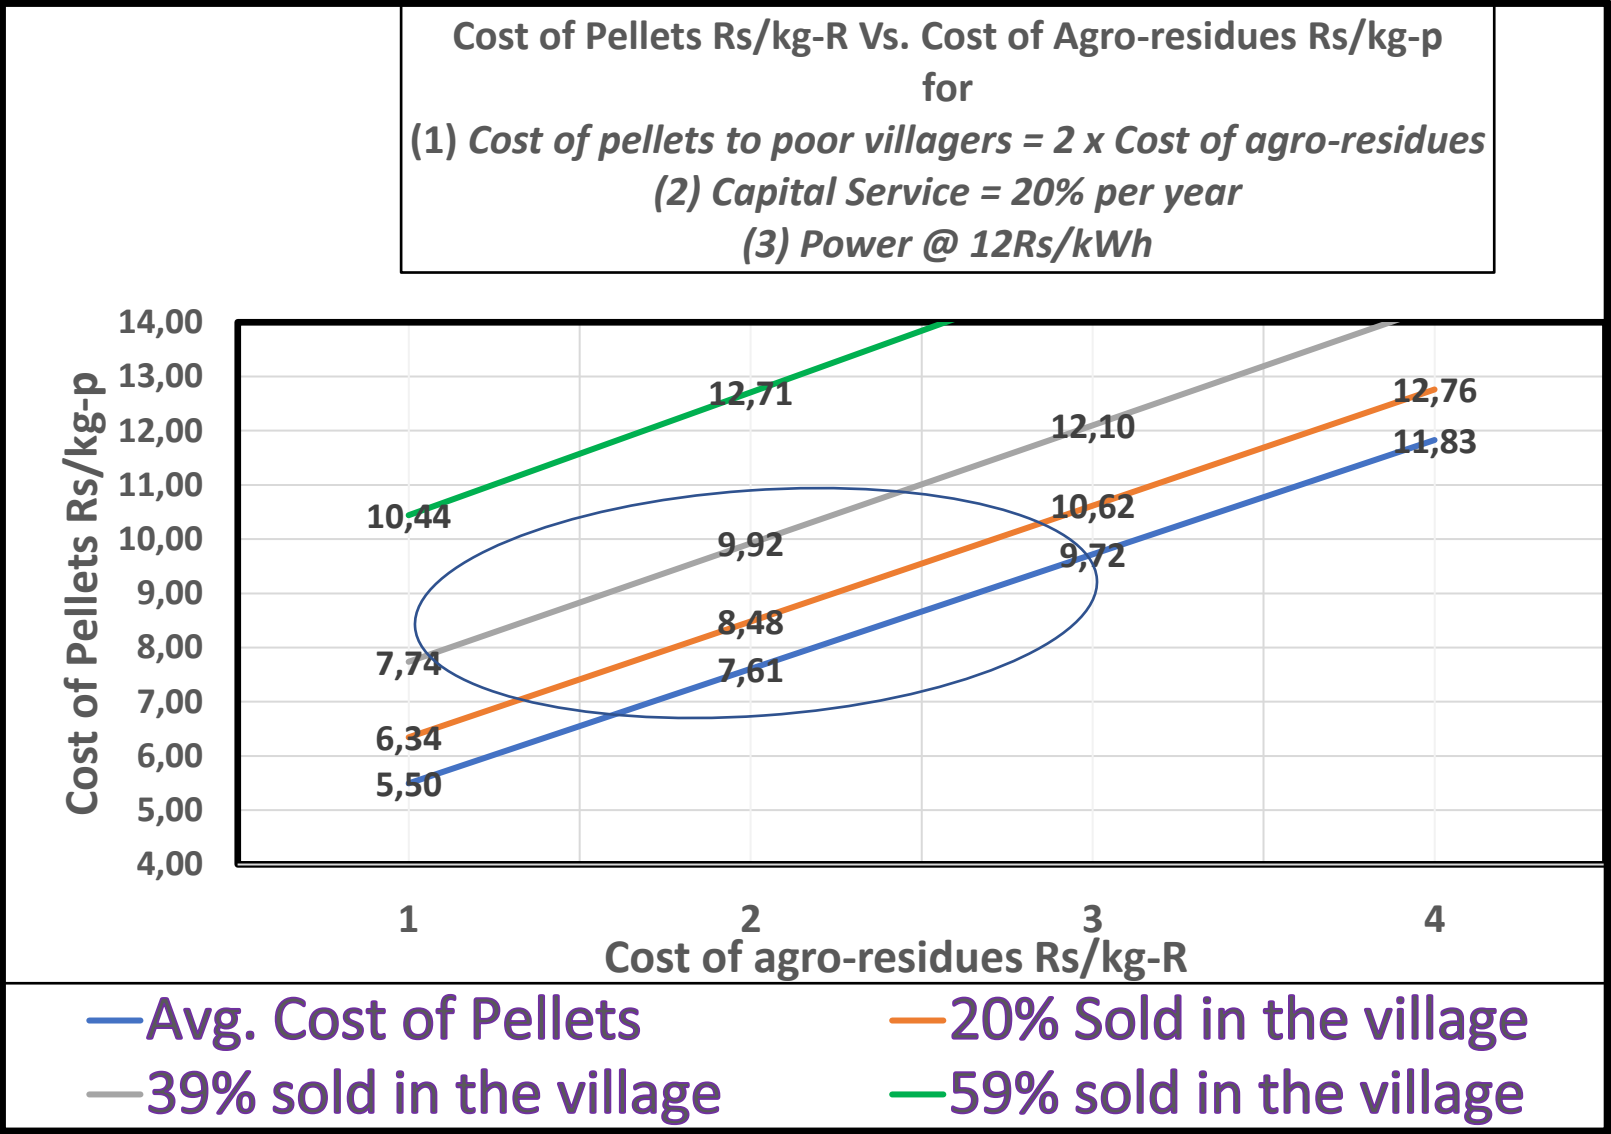 Cost of Pellets Rs/kg-R Vs. Cost of Agro-residues Rs/kg-p
for
(1) Cost of pellets to poor villagers = 2 x Cost of agro-residues
(2) Capital Service = 20% per year
(3) Power @ 12Rs/kWh
Cost of Pellets Rs/kg-p
14,00
13,00
12,00
11,00
10,00
9,00
8,00
7,00
6,00
5,00
4,00
12,71
12,10
12,76
11,83
10,44
9,92
10,62
9,72
8,48
7,74
7,61
6,34
5,50
1 2 3 4
Cost of agro-residues Rs/kg-R
Avg. Cost of Pellets
20% Sold in the village
39% sold in the village
59% sold in the village